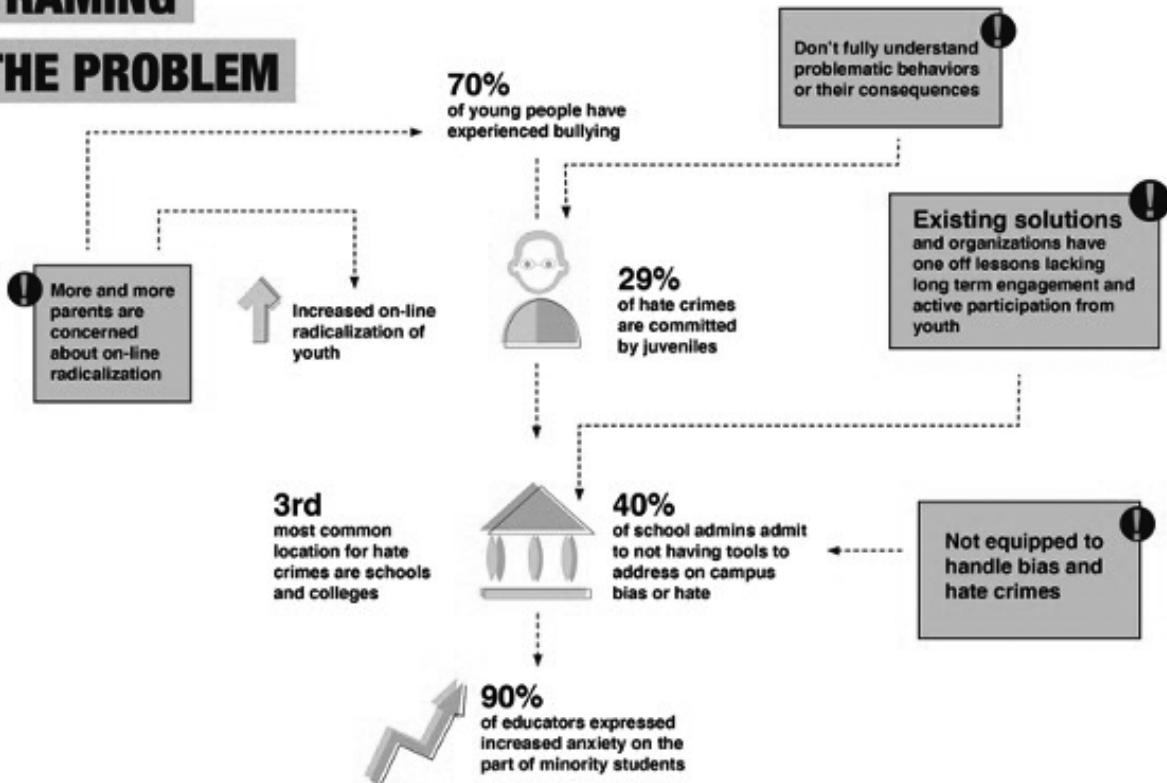 RAMING
THE PROBLEM
70%
of young people have
experienced bullying
Don't fully understand
problematic behaviors
or their consequences
!
Existing solutions
and organizations have
one off lessons lacking
long term engagement and
active participation from
youth
!
!
More and more
parents are
concerned
about on-line
radicalization
Increased on-line
radicalization of
youth
29%
of hate crimes
are committed
by juveniles
3rd
most common
location for hate
crimes are schools
and colleges
40%
of school admins admit
to not having tools to
address on campus
bias or hate
Not equipped to
handle bias and
hate crimes
!
90%
of educators expressed
increased anxiety on the
part of minority students